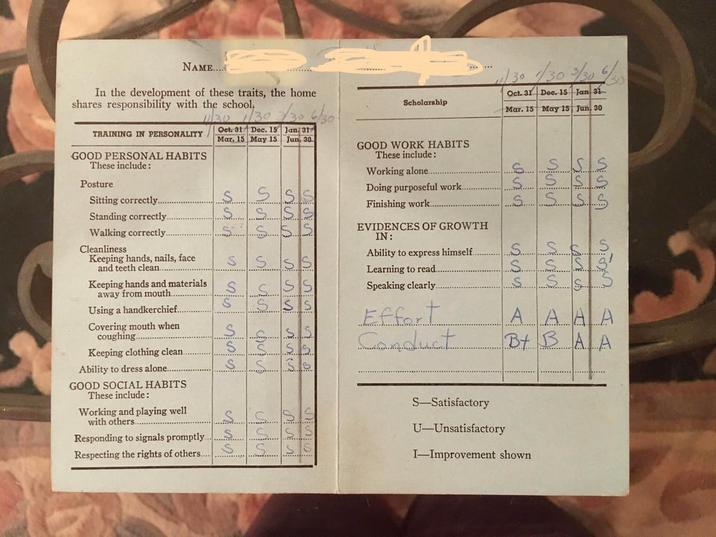 NAME....
In the development of these traits, the home
shares responsibility with the school.
11/30 1/30 3/30 6/30
TRAINING IN PERSONALITY Oct. 31 Dec. 15 Jan. 31
Mar. 15 May 15 Jun. 30
GOOD PERSONAL HABITS
These include:
Posture
Sitting correctly S S S S
Standing correctly S S S S
Walking correctly S S S S
Cleanliness
Keeping hands, nails, face
and teeth clean S S S S
Keeping hands and materials
away from mouth S S S S
Using a handkerchief S S S S
Covering mouth when
coughing S S S S
Keeping clothing clean S S S S
Ability to dress alone S S S S
GOOD SOCIAL HABITS
These include:
Working and playing well
with others S S S S
Responding to signals promptly S S S S
Respecting the rights of others S S S S
11/30 1/30 3/30 6/30
Scholarship Oct. 31 Dec. 15 Jan. 31
Mar. 15 May 15 Jun. 30
GOOD WORK HABITS
These include:
Working alone S S S S
Doing purposeful work S S S S
Finishing work S S S S
EVIDENCES OF GROWTH
IN:
Ability to express himself S S S S
Learning to read S S S S
Speaking clearly S S S S
Effort A A A A
Conduct B+ B A A
S—Satisfactory
U—Unsatisfactory
I—Improvement shown